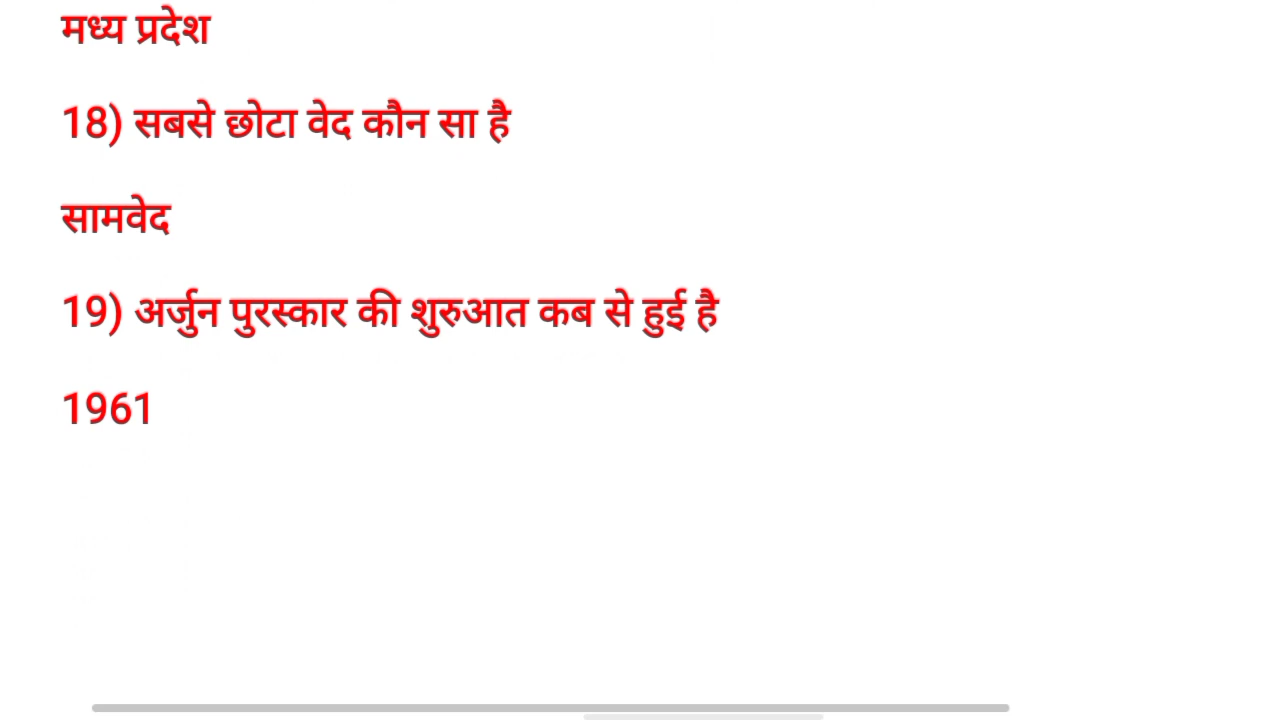 मध्य प्रदेश
18) सबसे छोटा वेद कौन सा है
सामवेद
19) अर्जुन पुरस्कार की शुरुआत कब से हुई है
1961